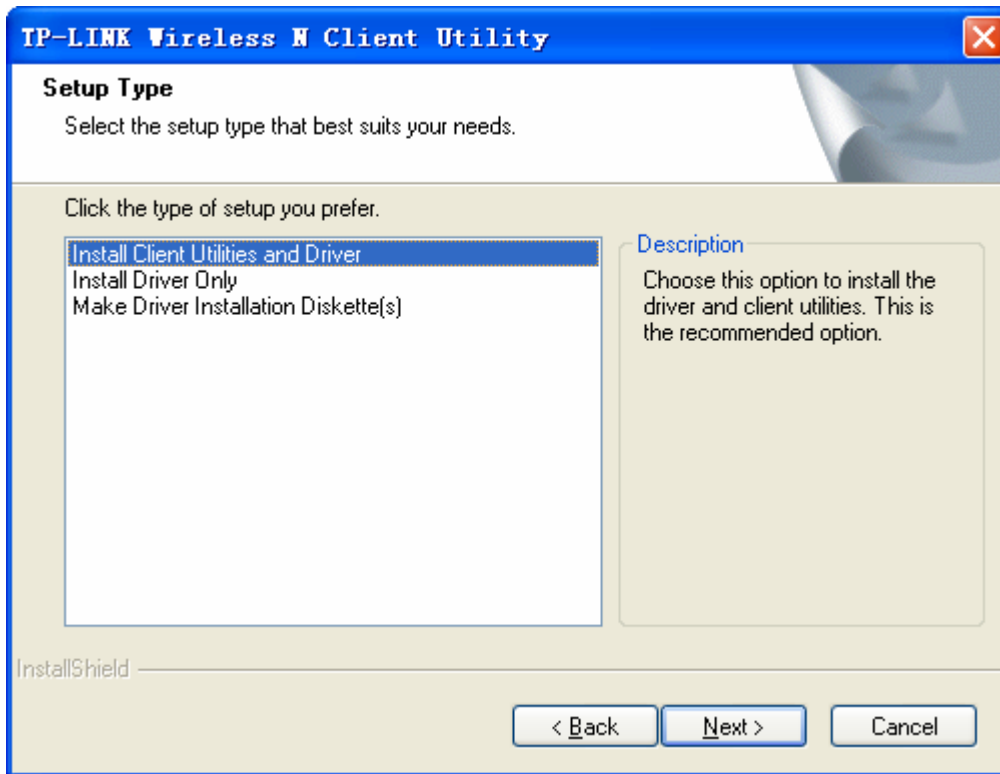 TP-LINK Wireless N Client Utility
Setup Type
Select the setup type that best suits your needs.
Click the type of setup you prefer.
Install Client Utilities and Driver
Install Driver Only
Make Driver Installation Diskette(s)
Description
Choose this option to install the
driver and client utilities. This is
the recommended option.
InstallShield
< Back
Next >
Cancel